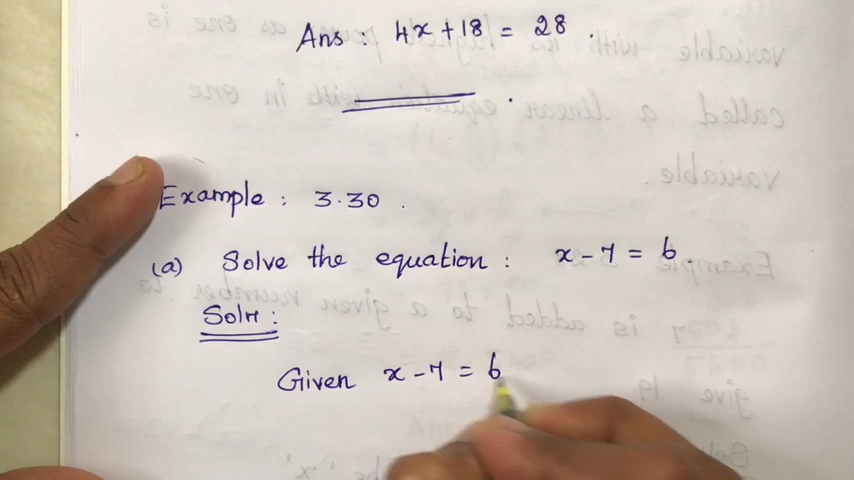 Ans : 4x + 18 = 28 .
Example : 3.30 .
(a) Solve the equation : x - 7 = 6 .
Soln :
Given x - 7 = 6